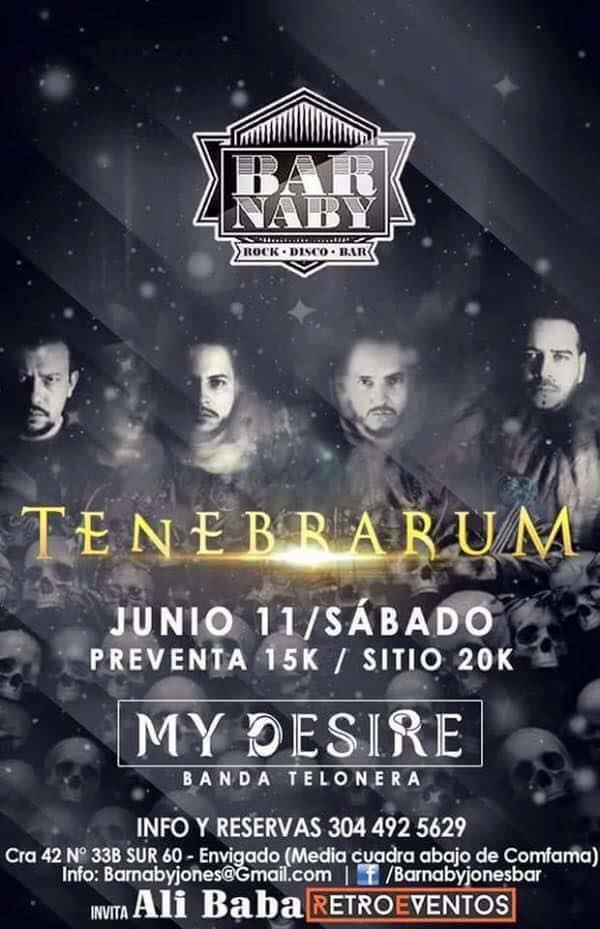 BAR
NABY
ROCK · DISCO · BAR
TENEBRARUM
JUNIO 11/SÁBADO
PREVENTA 15K / SITIO 20K
MY DESIRE
BANDA TELONERA
INFO Y RESERVAS 304 492 5629
Cra 42 N° 33B SUR 60 - Envigado (Media cuadra abajo de Comfama)
Info: Barnabyjones@Gmail.com | f /Barnabyjonesbar
INVITA Ali Baba RETROEVENTOS